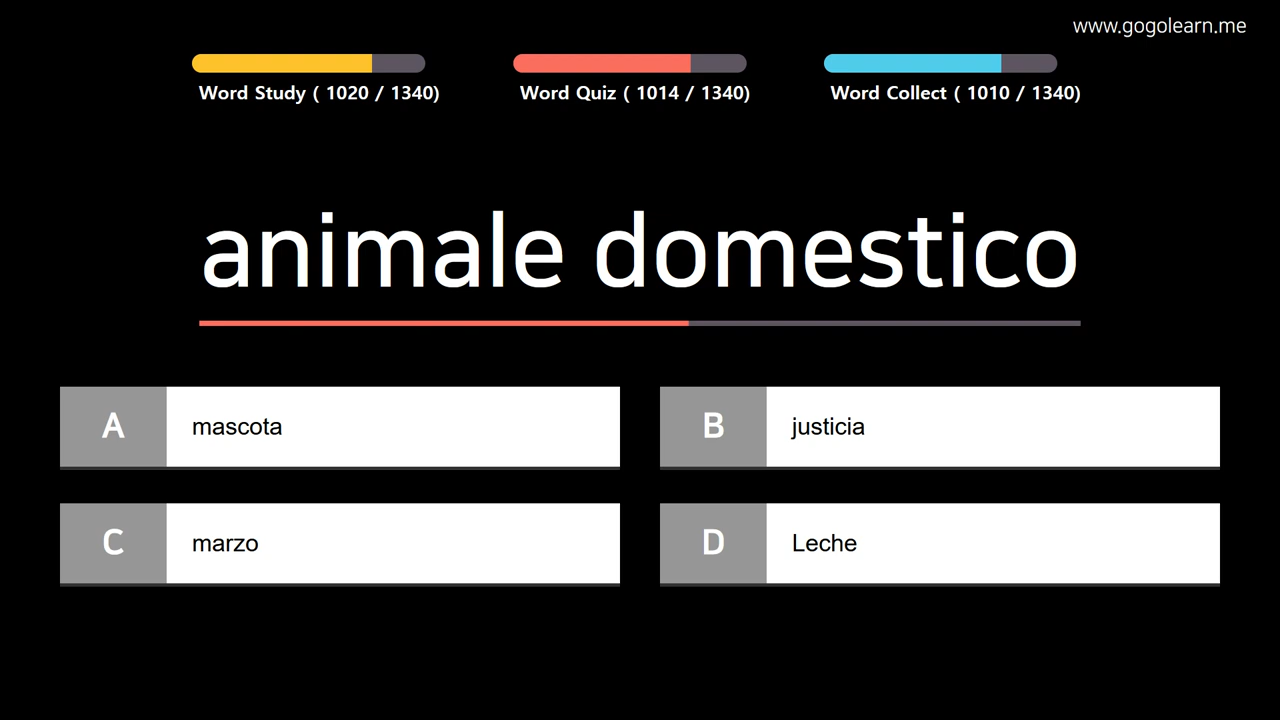 www.gogolearn.me
Word Study ( 1020 / 1340)
Word Quiz ( 1014 / 1340)
Word Collect ( 1010 / 1340)
animale domestico
A mascota
B justicia
C marzo
D Leche